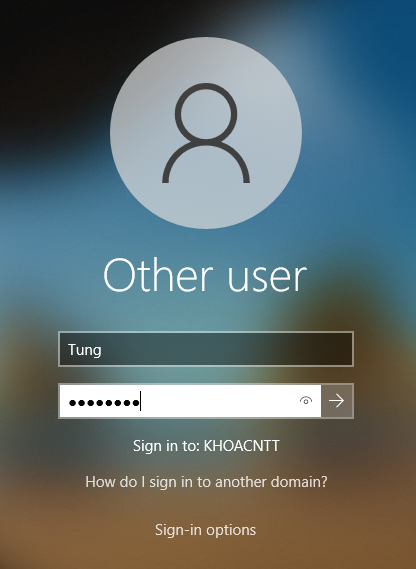 Other user
Tung
●●●●●●●●
Sign in to: KHOACNTT
How do I sign in to another domain?
Sign-in options